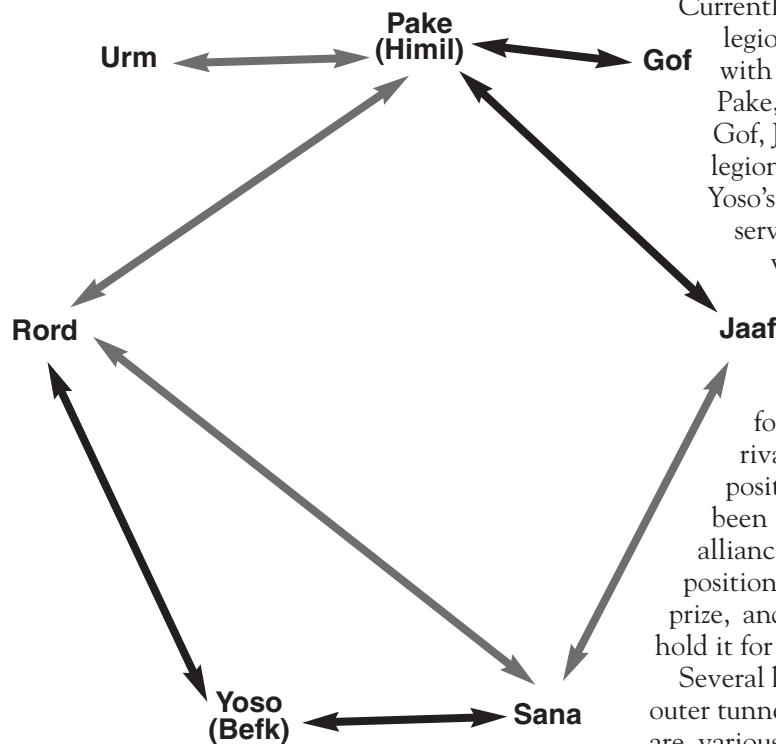 Pake
(Himil)
Urm
Gof
Rord
Jaaf
Yoso
(Befk)
Sana
legio
with
Pake,
Gof, J
legion
Yoso's
serv
fo
riva
posit
been
allianc
position
prize, and
hold it for
Several
outer tunne
are various